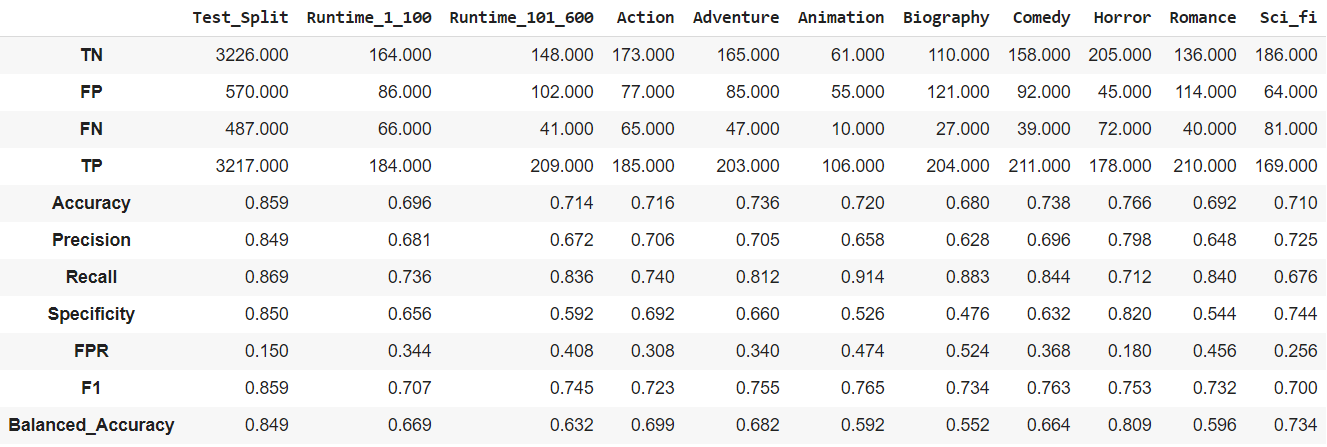 Test_Split Runtime_1_100 Runtime_101_600 Action Adventure Animation Biography Comedy Horror Romance Sci_fi
TN 3226.000 164.000 148.000 173.000 165.000 61.000 110.000 158.000 205.000 136.000 186.000
FP 570.000 86.000 102.000 77.000 85.000 55.000 121.000 92.000 45.000 114.000 64.000
FN 487.000 66.000 41.000 65.000 47.000 10.000 27.000 39.000 72.000 40.000 81.000
TP 3217.000 184.000 209.000 185.000 203.000 106.000 204.000 211.000 178.000 210.000 169.000
Accuracy 0.859 0.696 0.714 0.716 0.736 0.720 0.680 0.738 0.766 0.692 0.710
Precision 0.849 0.681 0.672 0.706 0.705 0.658 0.628 0.696 0.798 0.648 0.725
Recall 0.869 0.736 0.836 0.740 0.812 0.914 0.883 0.844 0.712 0.840 0.676
Specificity 0.850 0.656 0.592 0.692 0.660 0.526 0.476 0.632 0.820 0.544 0.744
FPR 0.150 0.344 0.408 0.308 0.340 0.474 0.524 0.368 0.180 0.456 0.256
F1 0.859 0.707 0.745 0.723 0.755 0.765 0.734 0.763 0.753 0.732 0.700
Balanced_Accuracy 0.849 0.669 0.632 0.699 0.682 0.592 0.552 0.664 0.809 0.596 0.734